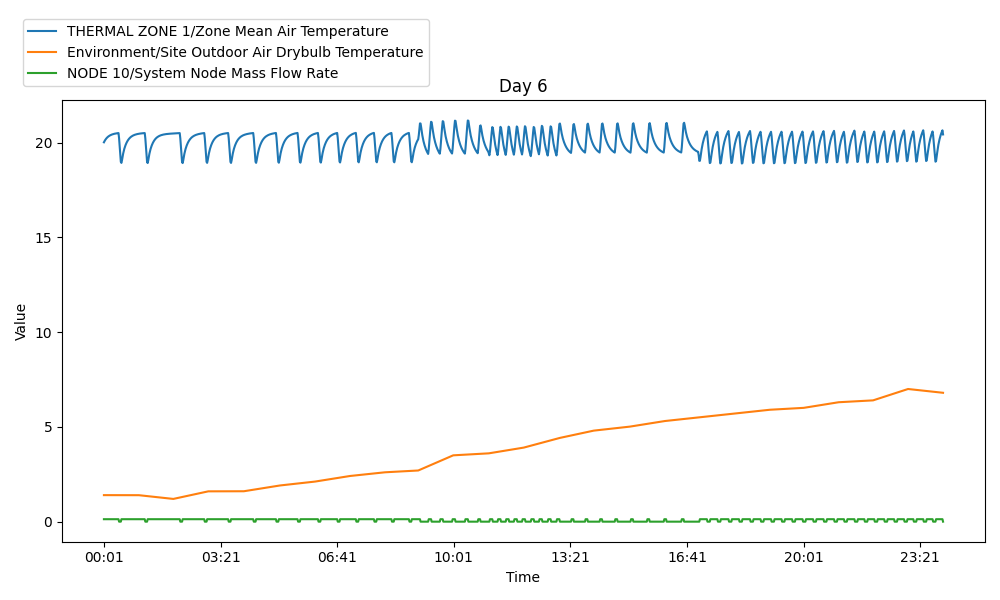 THERMAL ZONE 1/Zone Mean Air Temperature
Environment/Site Outdoor Air Drybulb Temperature
NODE 10/System Node Mass Flow Rate
Day 6
20
15
10
5
0
Value
00:01 03:21 06:41 10:01 13:21 16:41 20:01 23:21
Time